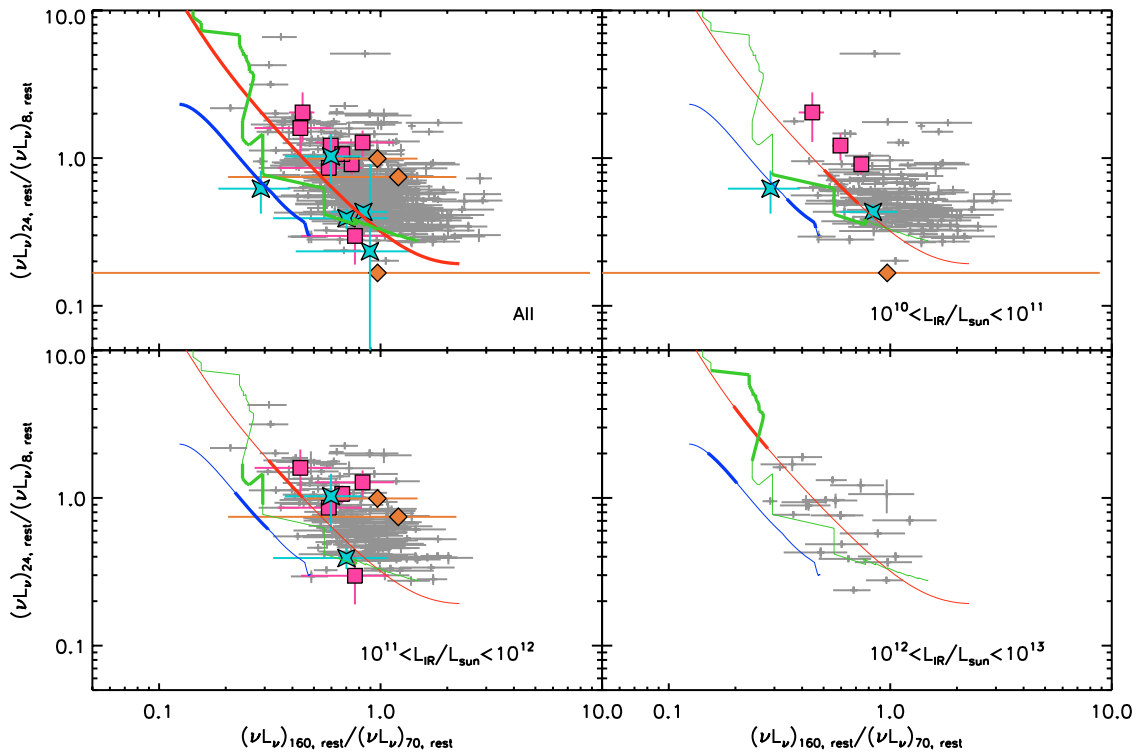 10.0
1.0
0.1
(νLν)24, rest/(νLν)8, rest
All
10^10<L_IR/L_sun<10^11
10.0
1.0
0.1
(νLν)24, rest/(νLν)8, rest
10^11<L_IR/L_sun<10^12
10^12<L_IR/L_sun<10^13
0.1 1.0 10.0
0.1 1.0 10.0
(νLν)160, rest/(νLν)70, rest
(νLν)160, rest/(νLν)70, rest